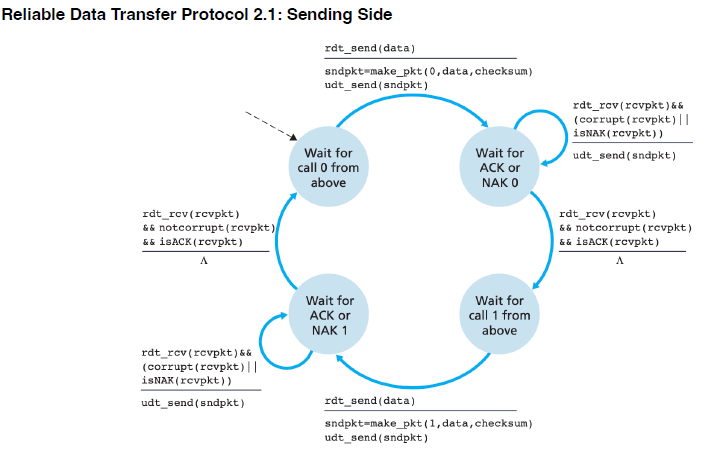 Reliable Data Transfer Protocol 2.1: Sending Side
rdt_send(data)
sndpkt=make_pkt(0,data,checksum)
udt_send(sndpkt)
rdt_rcv(rcvpkt)&&
(corrupt(rcvpkt)||
isNAK(rcvpkt))
udt_send(sndpkt)
Wait for
call 0 from
above
Wait for
ACK or
NAK 0
rdt_rcv(rcvpkt)
&& notcorrupt(rcvpkt)
&& isACK(rcvpkt)
Λ
rdt_rcv(rcvpkt)
&& notcorrupt(rcvpkt)
&& isACK(rcvpkt)
Λ
Wait for
ACK or
NAK 1
Wait for
call 1 from
above
rdt_rcv(rcvpkt)&&
(corrupt(rcvpkt)||
isNAK(rcvpkt))
udt_send(sndpkt)
rdt_send(data)
sndpkt=make_pkt(1,data,checksum)
udt_send(sndpkt)